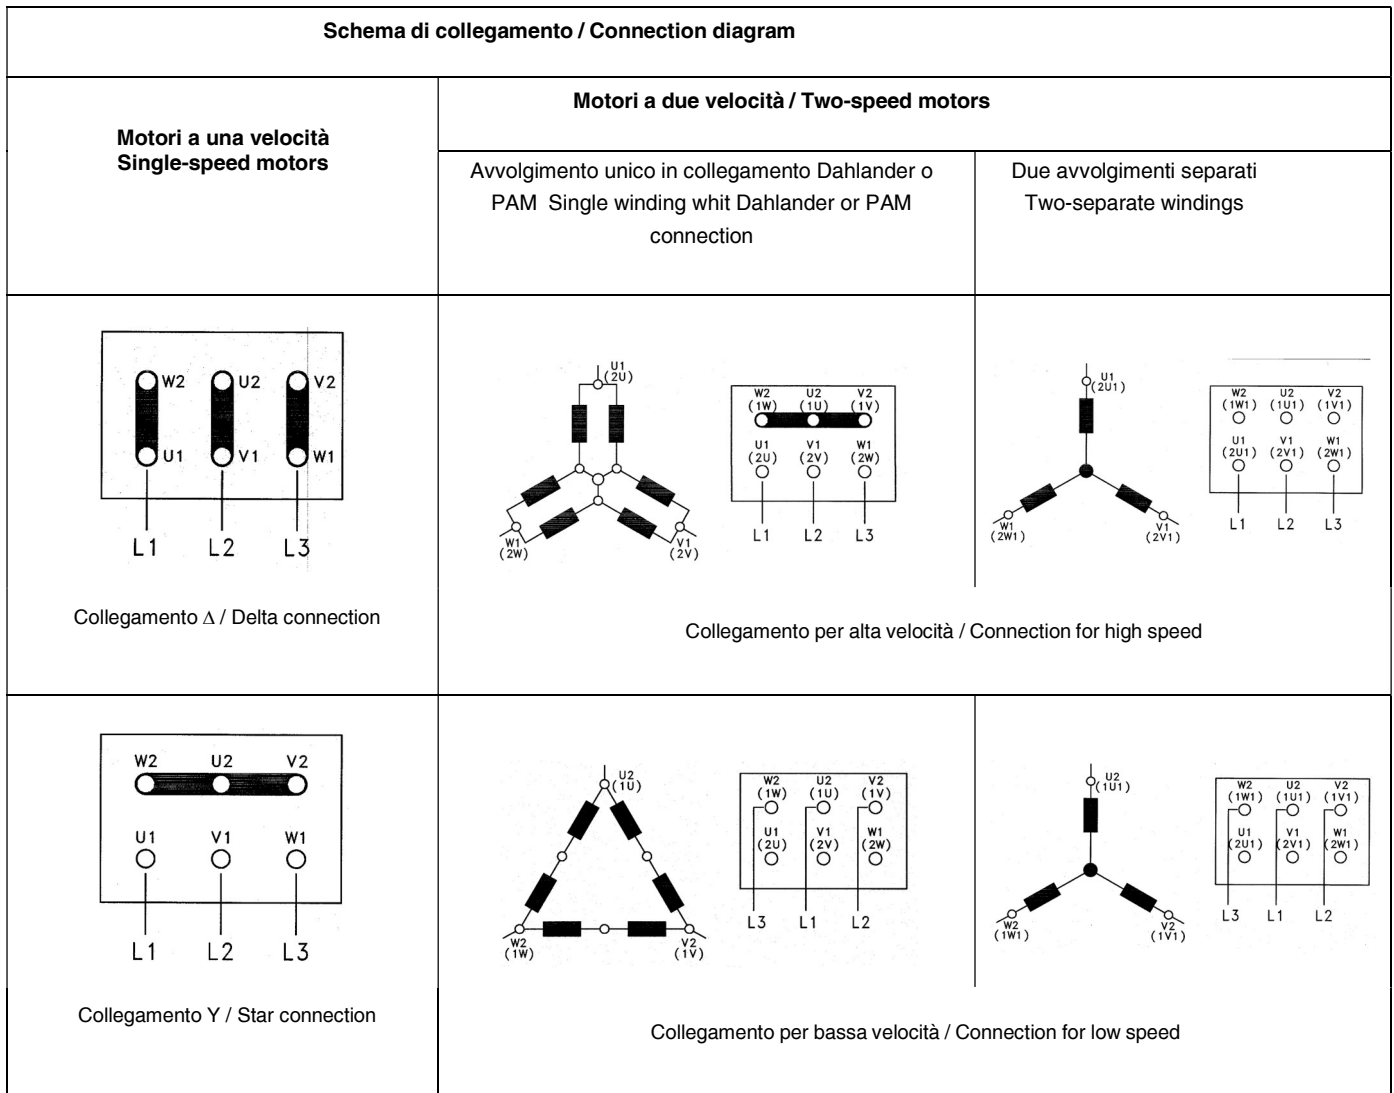 Schema di collegamento / Connection diagram
Motori a una velocità
Single-speed motors
Motori a due velocità / Two-speed motors
Avvolgimento unico in collegamento Dahlander o
PAM Single winding whit Dahlander or PAM
connection
Due avvolgimenti separati
Two-separate windings
W2 U2 V2
U1 V1 W1
L1 L2 L3
Collegamento Δ / Delta connection
U1
(2U)
W1
(2W)
V1
(2V)
W2 U2 V2
(1W) (1U) (1V)
U1 V1 W1
(2U) (2V) (2W)
L1 L2 L3
U1
(2U1)
W1
(2W1)
V1
(2V1)
W2 U2 V2
(1W1) (1U1) (1V1)
U1 V1 W1
(2U1) (2V1) (2W1)
L1 L2 L3
Collegamento per alta velocità / Connection for high speed
W2 U2 V2
U1 V1 W1
L1 L2 L3
Collegamento Y / Star connection
U2
(1U)
W2
(1W)
V2
(1V)
W2 U2 V2
(1W) (1U) (1V)
U1 V1 W1
(2U) (2V) (2W)
L3 L1 L2
U2
(1U1)
W2
(1W1)
V2
(1V1)
W2 U2 V2
(1W1) (1U1) (1V1)
U1 V1 W1
(2U1) (2V1) (2W1)
L3 L1 L2
Collegamento per bassa velocità / Connection for low speed